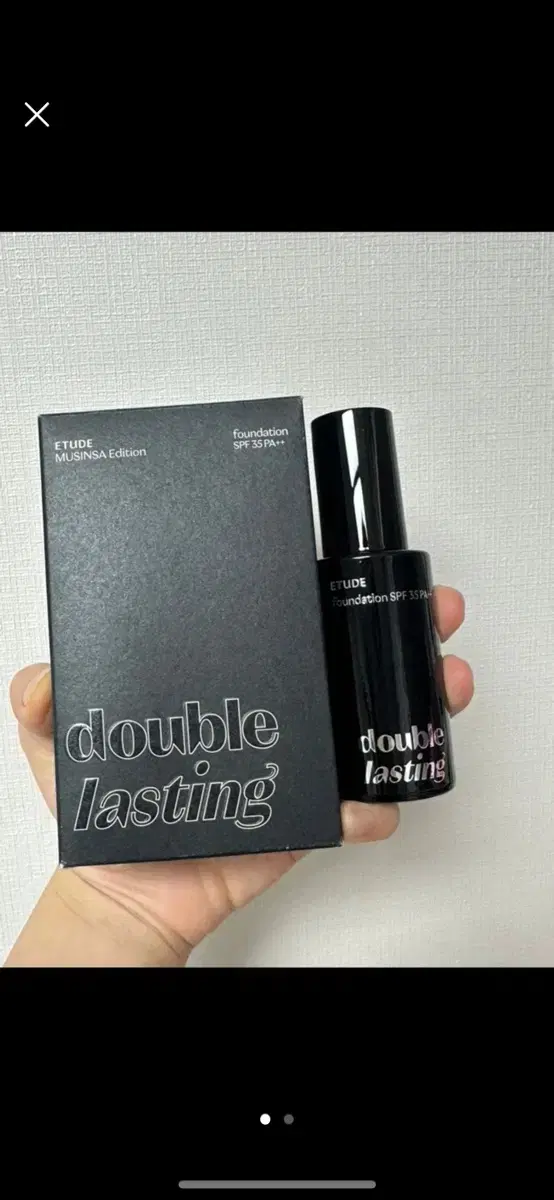 ETUDE
MUSINSA Edition
foundation
SPF 35 PA++
double
lasting
ETUDE
foundation SPF 35 PA++
double
lasting